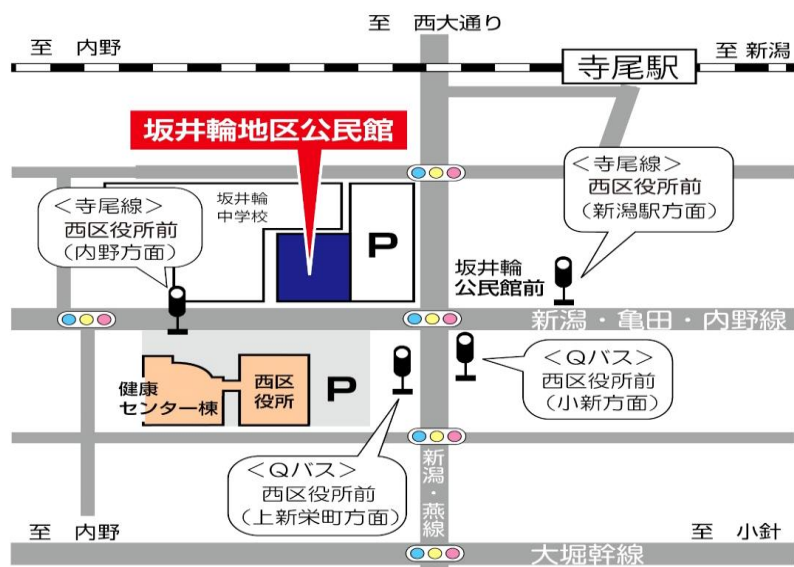 至 西大通り
至 内野
寺尾駅
至 新潟
坂井輪地区公民館
<寺尾線>
西区役所前
(新潟駅方面)
坂井輪
中学校
<寺尾線>
西区役所前
(内野方面)
P
坂井輪
公民館前
新潟・亀田・内野線
<Qバス>
西区役所前
(小新方面)
健康
センター棟
西区
役所
P
<Qバス>
西区役所前
(上新栄町方面)
新潟・燕線
至 内野
至 小針
大堀幹線